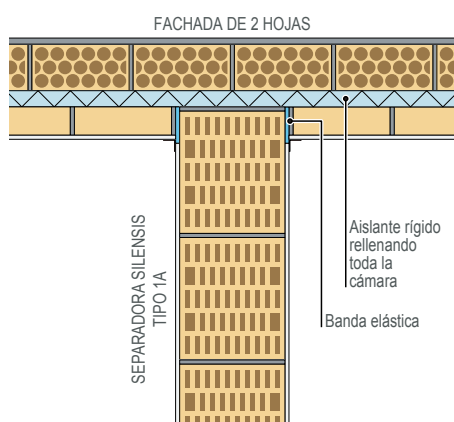 FACHADA DE 2 HOJAS
SEPARADORA SILENSIS
TIPO 1A
Aislante rígido
rellenando
toda la
cámara
Banda elástica